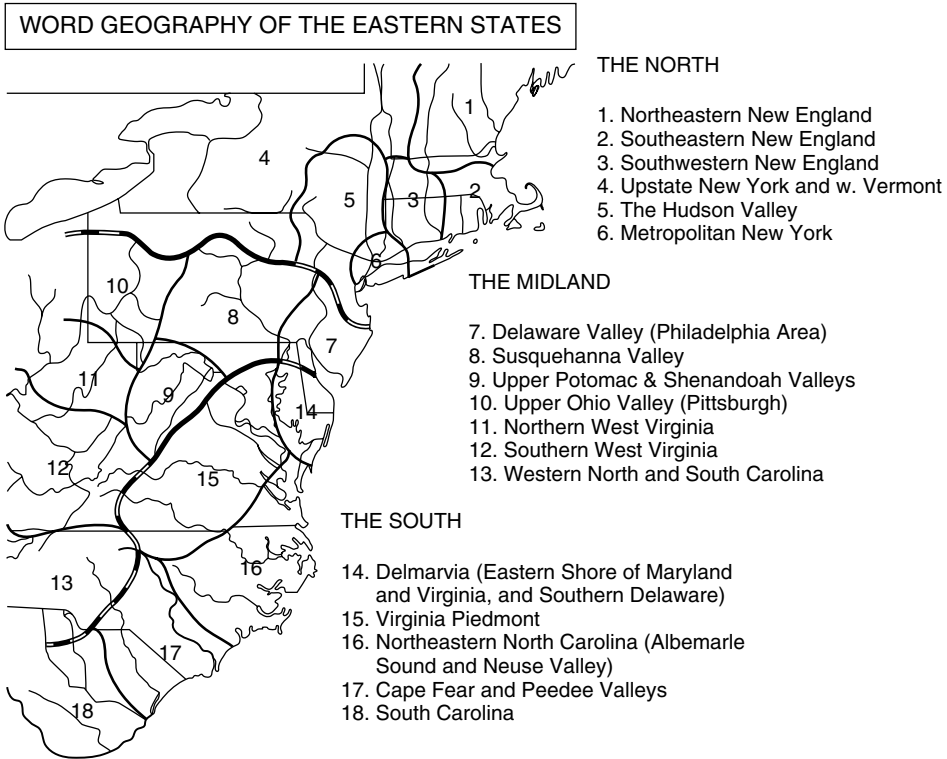 WORD GEOGRAPHY OF THE EASTERN STATES
THE NORTH
1. Northeastern New England
2. Southeastern New England
3. Southwestern New England
4. Upstate New York and w. Vermont
5. The Hudson Valley
6. Metropolitan New York
THE MIDLAND
7. Delaware Valley (Philadelphia Area)
8. Susquehanna Valley
9. Upper Potomac & Shenandoah Valleys
10. Upper Ohio Valley (Pittsburgh)
11. Northern West Virginia
12. Southern West Virginia
13. Western North and South Carolina
THE SOUTH
14. Delmarvia (Eastern Shore of Maryland
and Virginia, and Southern Delaware)
15. Virginia Piedmont
16. Northeastern North Carolina (Albemarle
Sound and Neuse Valley)
17. Cape Fear and Peedee Valleys
18. South Carolina
1
4
2
5
3
6
10
8
7
11
9
14
12
15
16
13
17
18